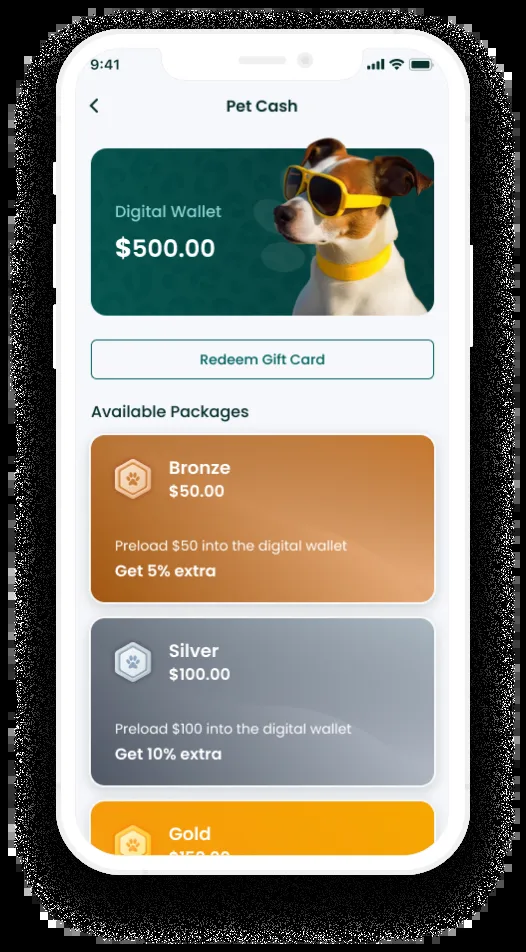 9:41
Pet Cash
Digital Wallet
$500.00
Redeem Gift Card
Available Packages
Bronze
$50.00
Preload $50 into the digital wallet
Get 5% extra
Silver
$100.00
Preload $100 into the digital wallet
Get 10% extra
Gold